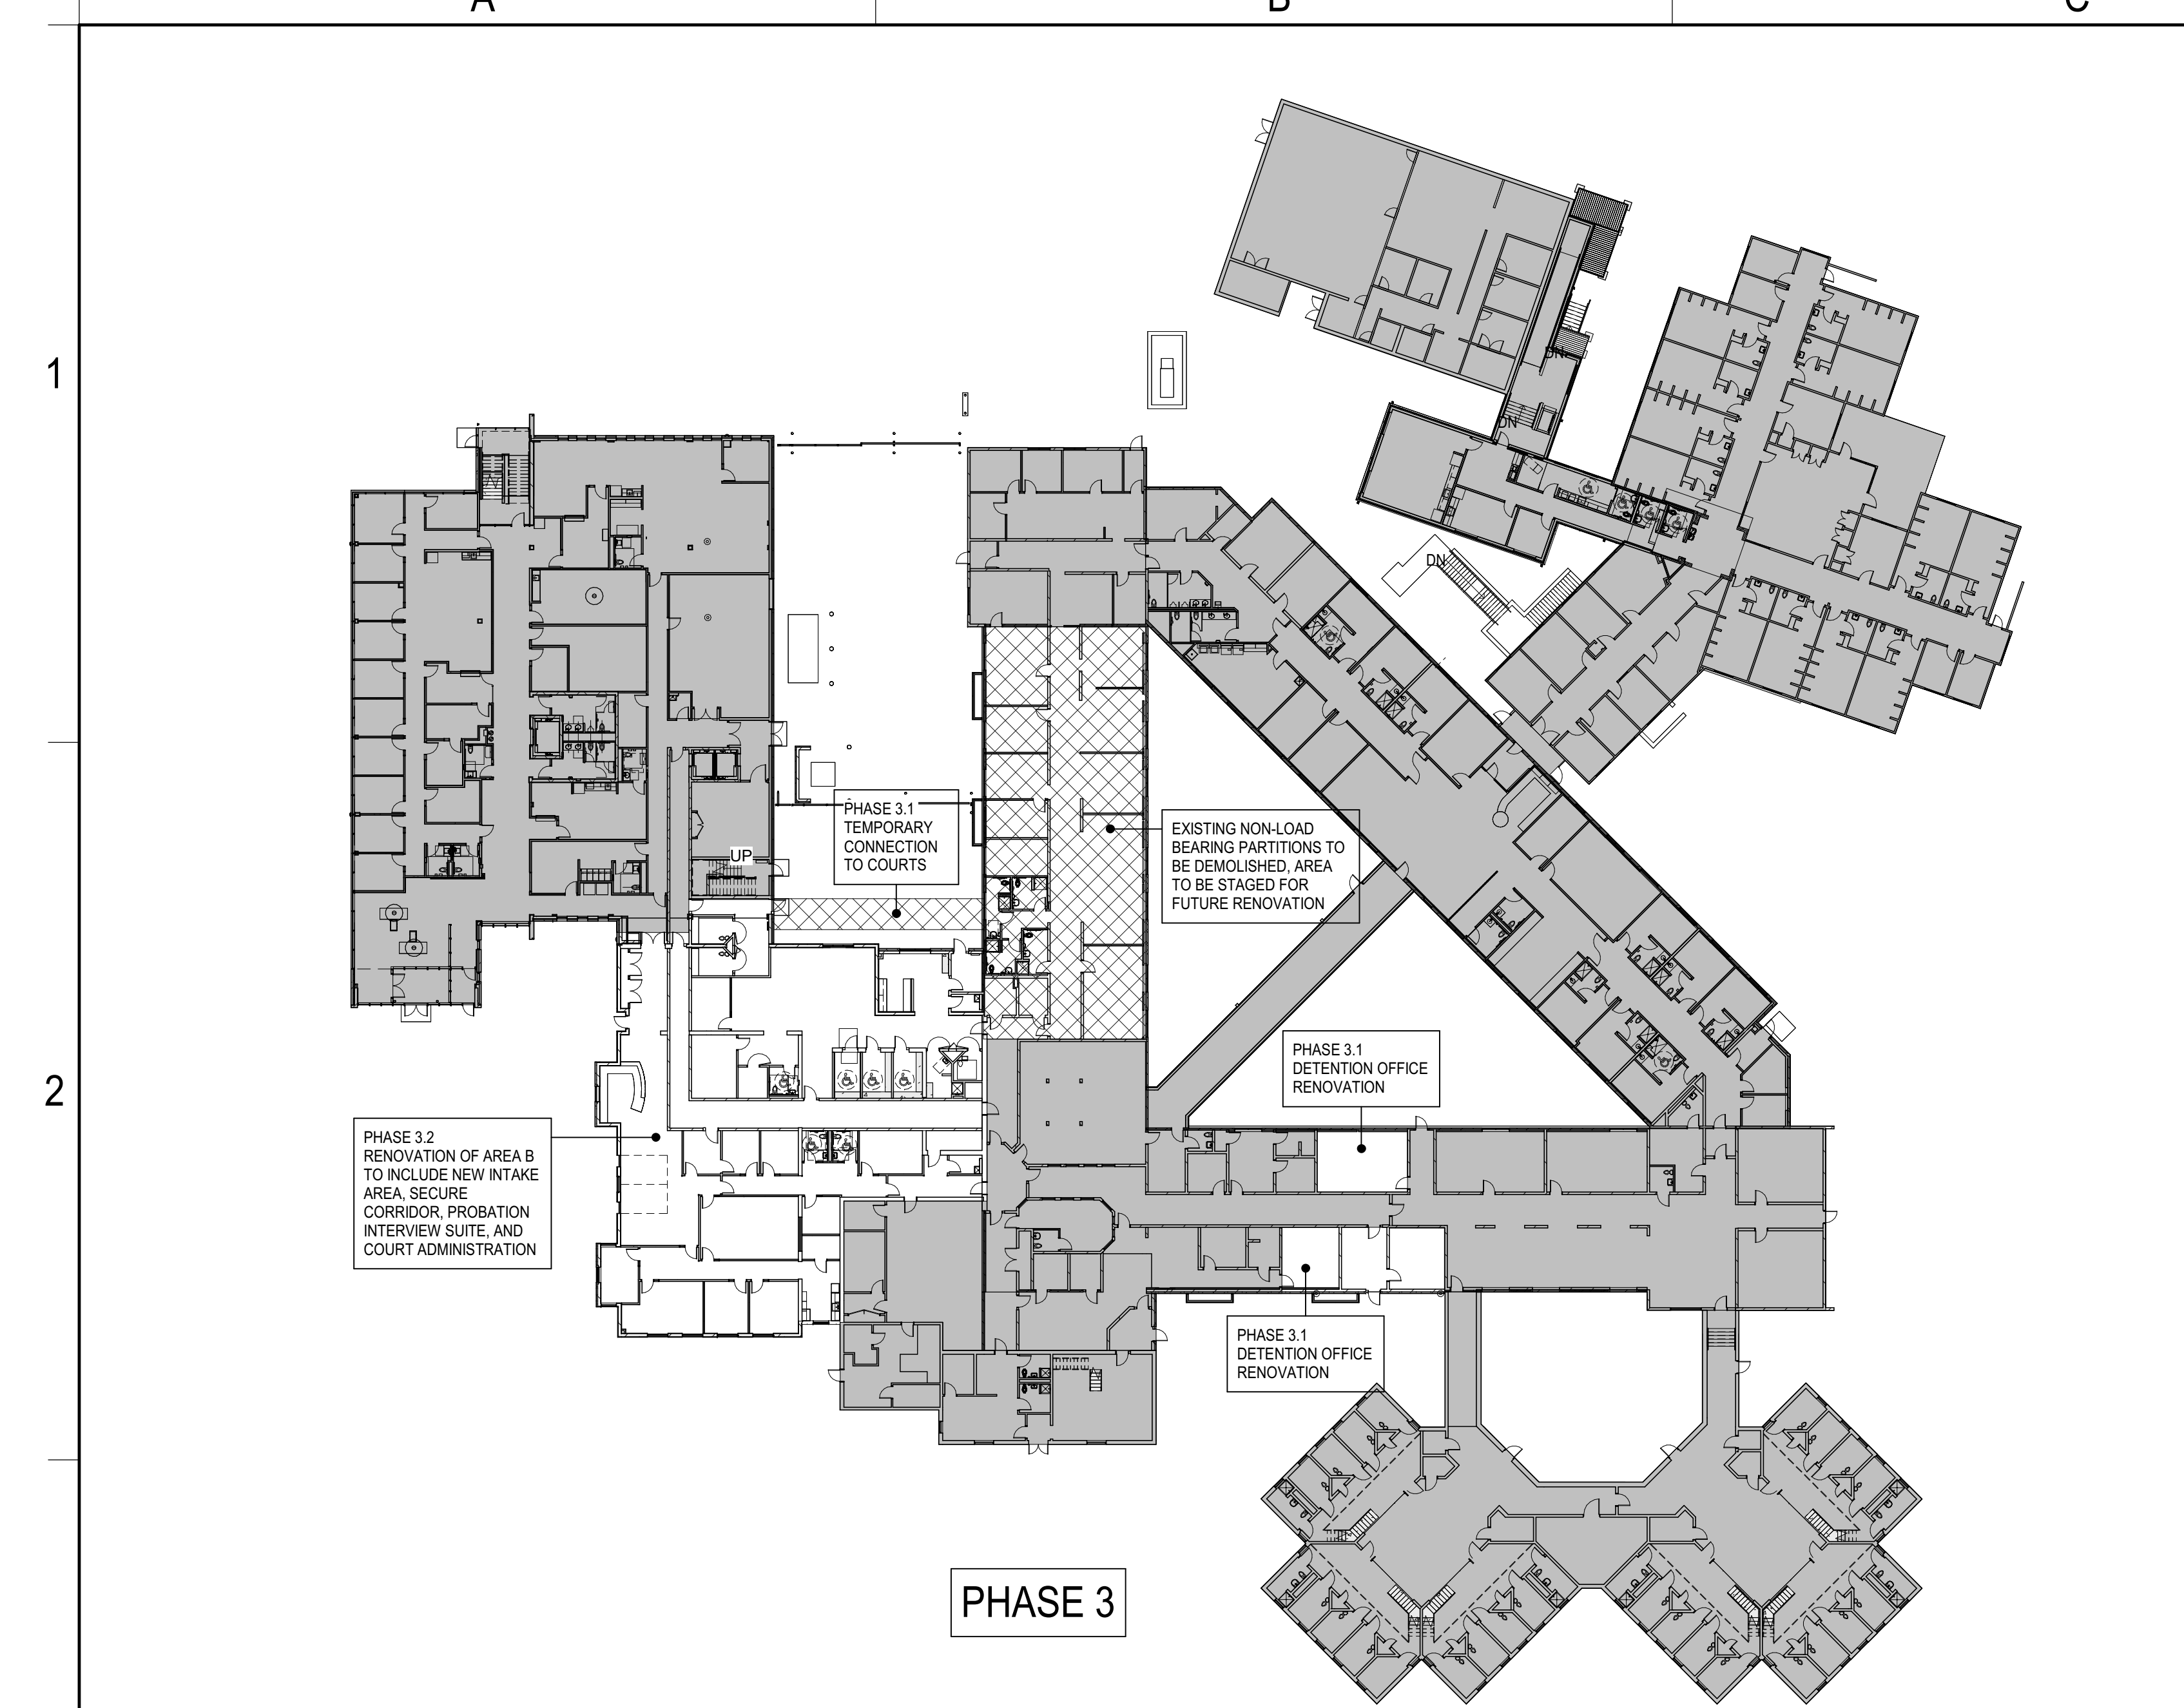 A
B
C
1
DN
DN
DN
PHASE 3.1
TEMPORARY
CONNECTION
TO COURTS
UP
EXISTING NON-LOAD
BEARING PARTITIONS TO
BE DEMOLISHED, AREA
TO BE STAGED FOR
FUTURE RENOVATION
2
PHASE 3.1
DETENTION OFFICE
RENOVATION
PHASE 3.2
RENOVATION OF AREA B
TO INCLUDE NEW INTAKE
AREA, SECURE
CORRIDOR, PROBATION
INTERVIEW SUITE, AND
COURT ADMINISTRATION
PHASE 3.1
DETENTION OFFICE
RENOVATION
PHASE 3